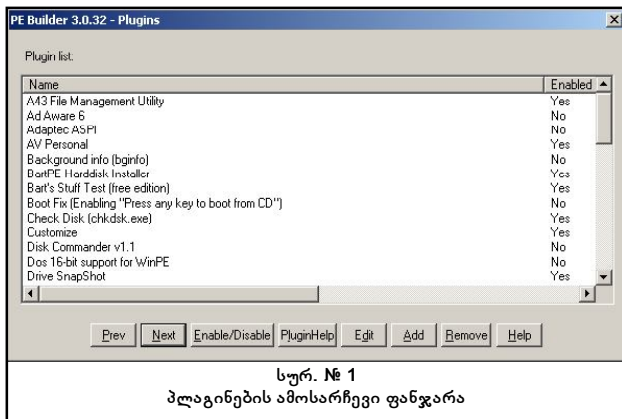 PE Builder 3.0.32 - Plugins
Plugin list:
Name Enabled
A43 File Management Utility Yes
Ad Aware 6 No
Adaptec ASPI No
AV Personal Yes
Background info (bginfo) No
BartPE Harddisk Installer Yes
Bart's Stuff Test (free edition) Yes
Boot Fix (Enabling "Press any key to boot from CD") No
Check Disk (chkdsk.exe) Yes
Customize Yes
Disk Commander v1.1 No
Dos 16-bit support for WinPE No
Drive SnapShot Yes
Prev Next Enable/Disable PluginHelp Edit Add Remove Help
სურ. № 1
პლაგინების ამოსარჩევი ფანჯარა